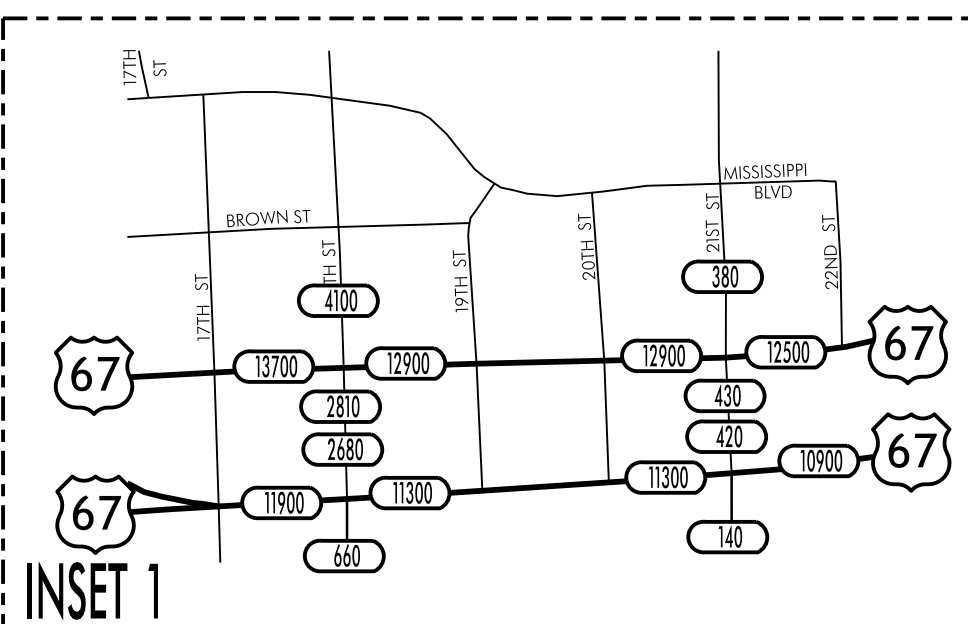 17TH ST
MISSISSIPPI
BLVD
BROWN ST
TH ST
21ST ST
20TH ST
22ND ST
19TH ST
17TH ST
380
4100
67
12900
12500
67
13700
12900
430
2810
420
2680
67
10900
11300
11300
11900
67
140
660
INSET 1